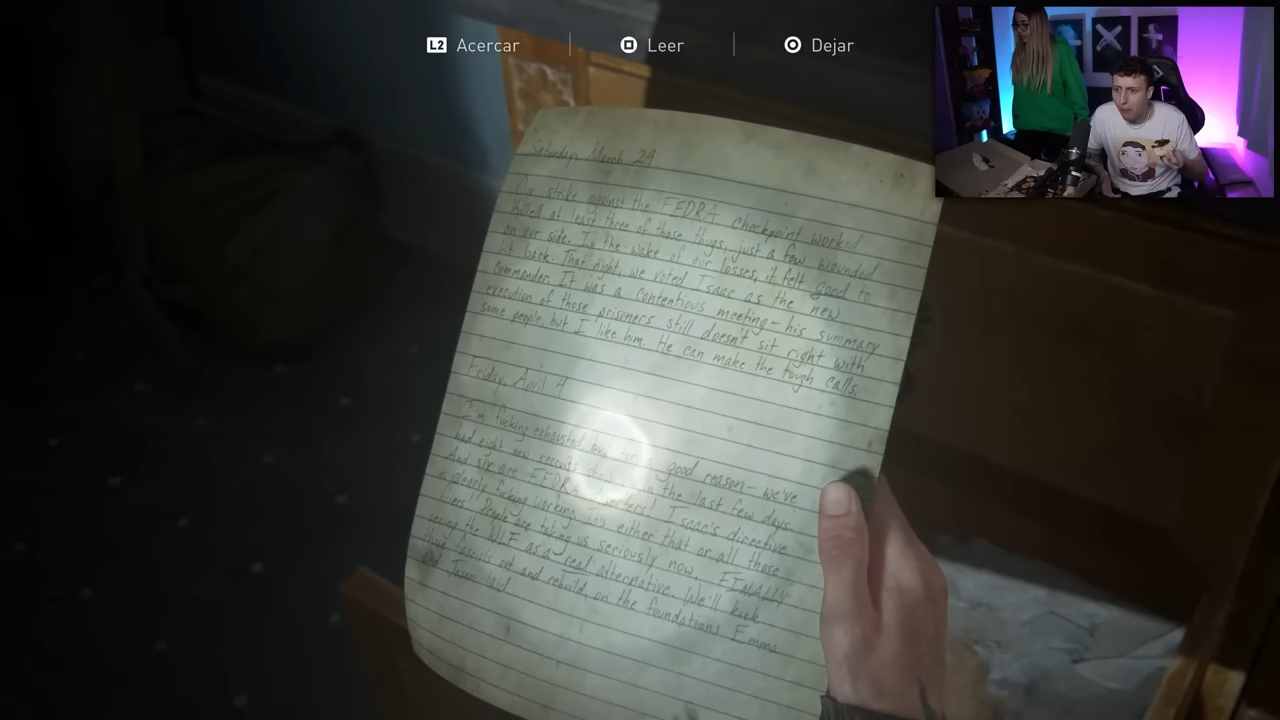 L2 Acercar
Leer
Dejar
Saturday, March 29
Our strike against the FEDRA checkpoint worked
killed at least three of those thugs, just a few wounded
on our side. In the wake of our losses, it felt good to
hit back. That night, we voted Isaac as the new
commander. It was a contentious meeting – his summary
execution of those prisoners still doesn't sit right with
some people, but I like him. He can make the tough calls.
Friday, April 4
I'm fucking exhausted but for a good reason – we've
had eight new recruits show in the last few days.
And six are FEDRA deserters! Isaac's directive
is clearly fucking working. It's either that or all those
fliers! People are taking us seriously now, FINALLY
seeing the WLF as a real alternative. We'll kick
those fascists out and rebuild on the foundations Emma
and Jason laid